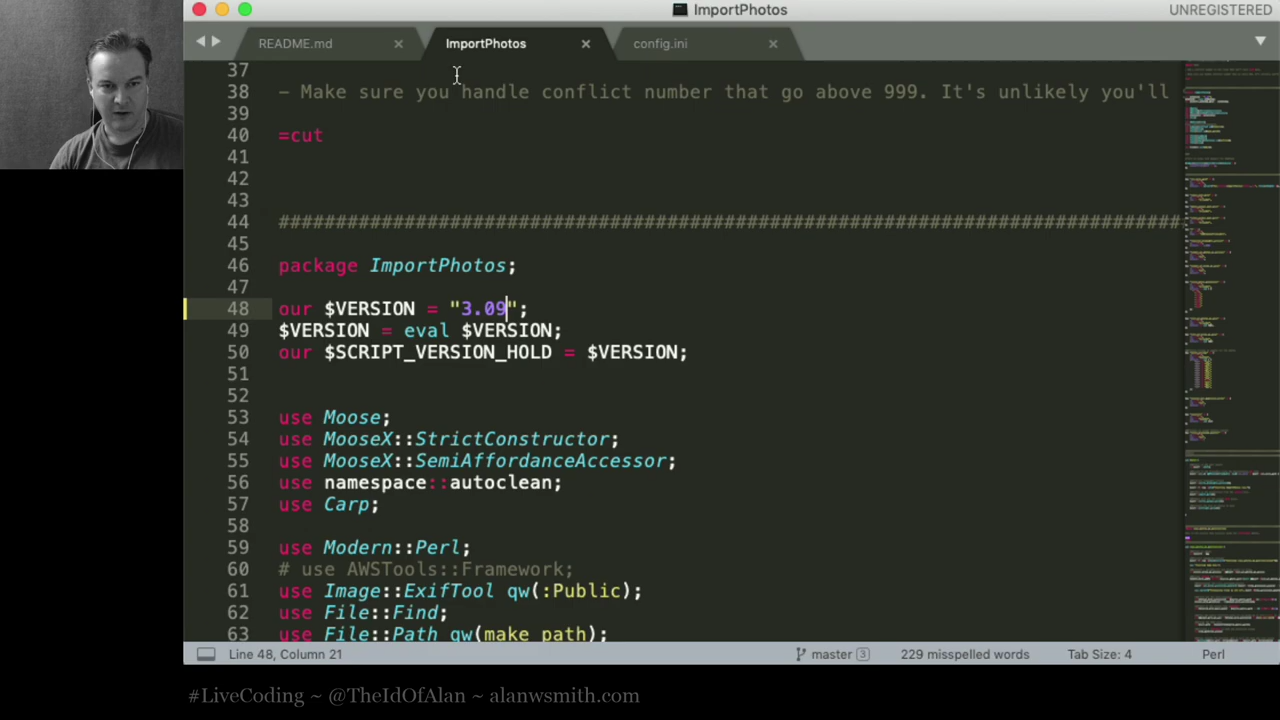 ImportPhotos
UNREGISTERED
README.md
ImportPhotos
config.ini
37
38 - Make sure you handle conflict number that go above 999. It's unlikely you'll
39
40 =cut
41
42
43
44 ##############################################################################
45
46 package ImportPhotos;
47
48 our $VERSION = "3.09";
49 $VERSION = eval $VERSION;
50 our $SCRIPT_VERSION_HOLD = $VERSION;
51
52
53 use Moose;
54 use MooseX::StrictConstructor;
55 use MooseX::SemiAffordanceAccessor;
56 use namespace::autoclean;
57 use Carp;
58
59 use Modern::Perl;
60 # use AWSTools::Framework;
61 use Image::ExifTool qw(:Public);
62 use File::Find;
63 use File::Path qw(make_path);
Line 48, Column 21
master 3
229 misspelled words
Tab Size: 4
Perl
#LiveCoding ~ @TheIdOfAlan ~ alanwsmith.com